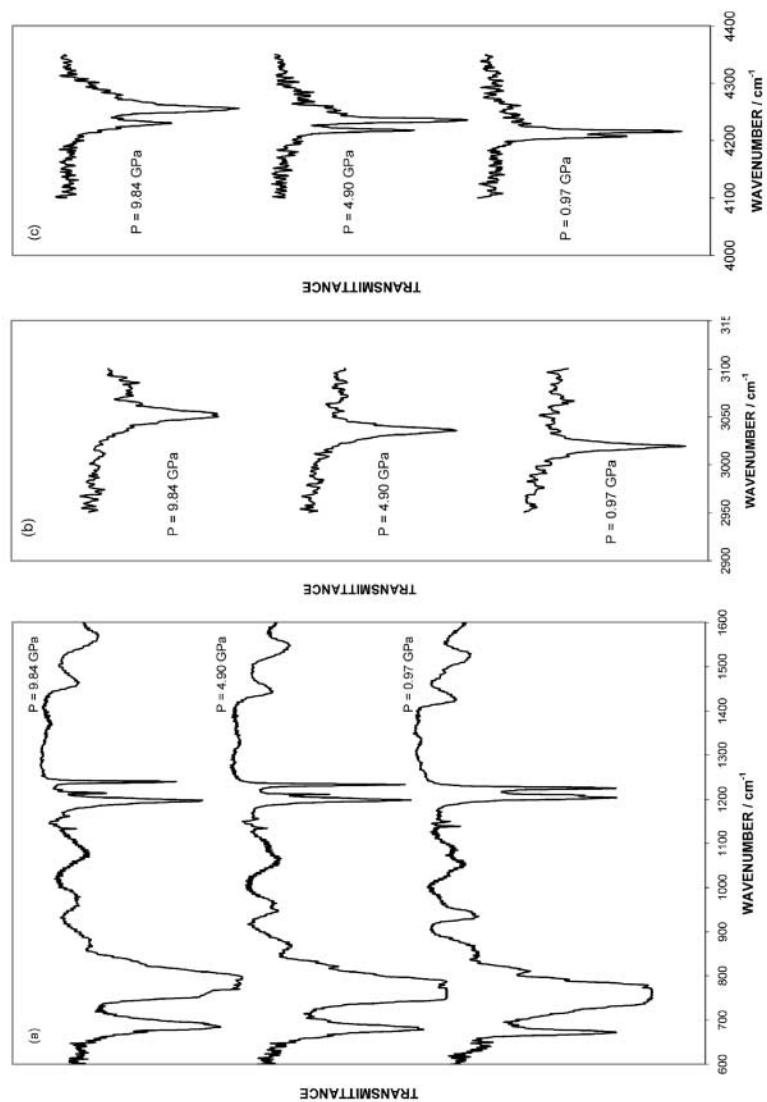 (a)
P = 9.84 GPa
P = 4.90 GPa
P = 0.97 GPa
TRANSMITTANCE
600 700 800 900 1000 1100 1200 1300 1400 1500 1600
WAVENUMBER / cm-1
(b)
P = 9.84 GPa
P = 4.90 GPa
P = 0.97 GPa
TRANSMITTANCE
2900 2950 3000 3050 3100 315
WAVENUMBER / cm-1
(c)
P = 9.84 GPa
P = 4.90 GPa
P = 0.97 GPa
TRANSMITTANCE
4000 4100 4200 4300 4400
WAVENUMBER / cm-1